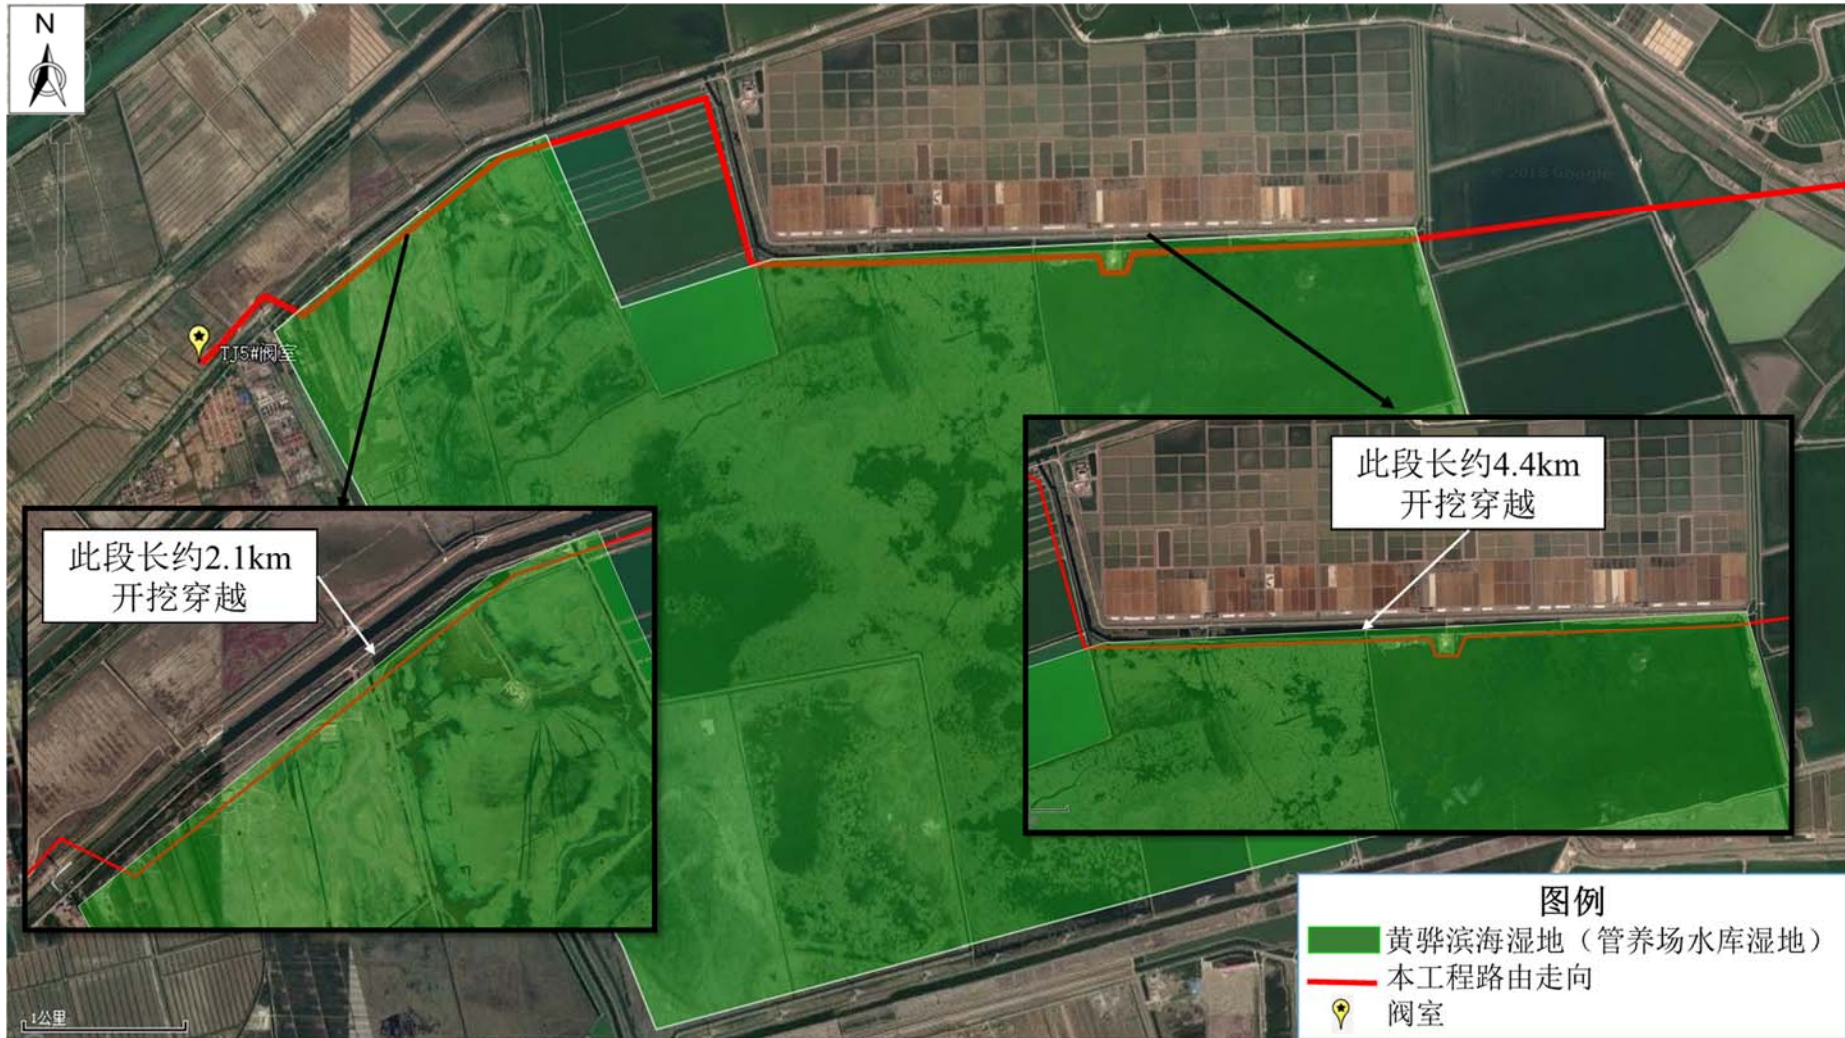 N
© 2018 Google
TJ5#阀室
此段长约4.4km
开挖穿越
此段长约2.1km
开挖穿越
图例
黄骅滨海湿地（管养场水库湿地）
本工程路由走向
阀室
1公里